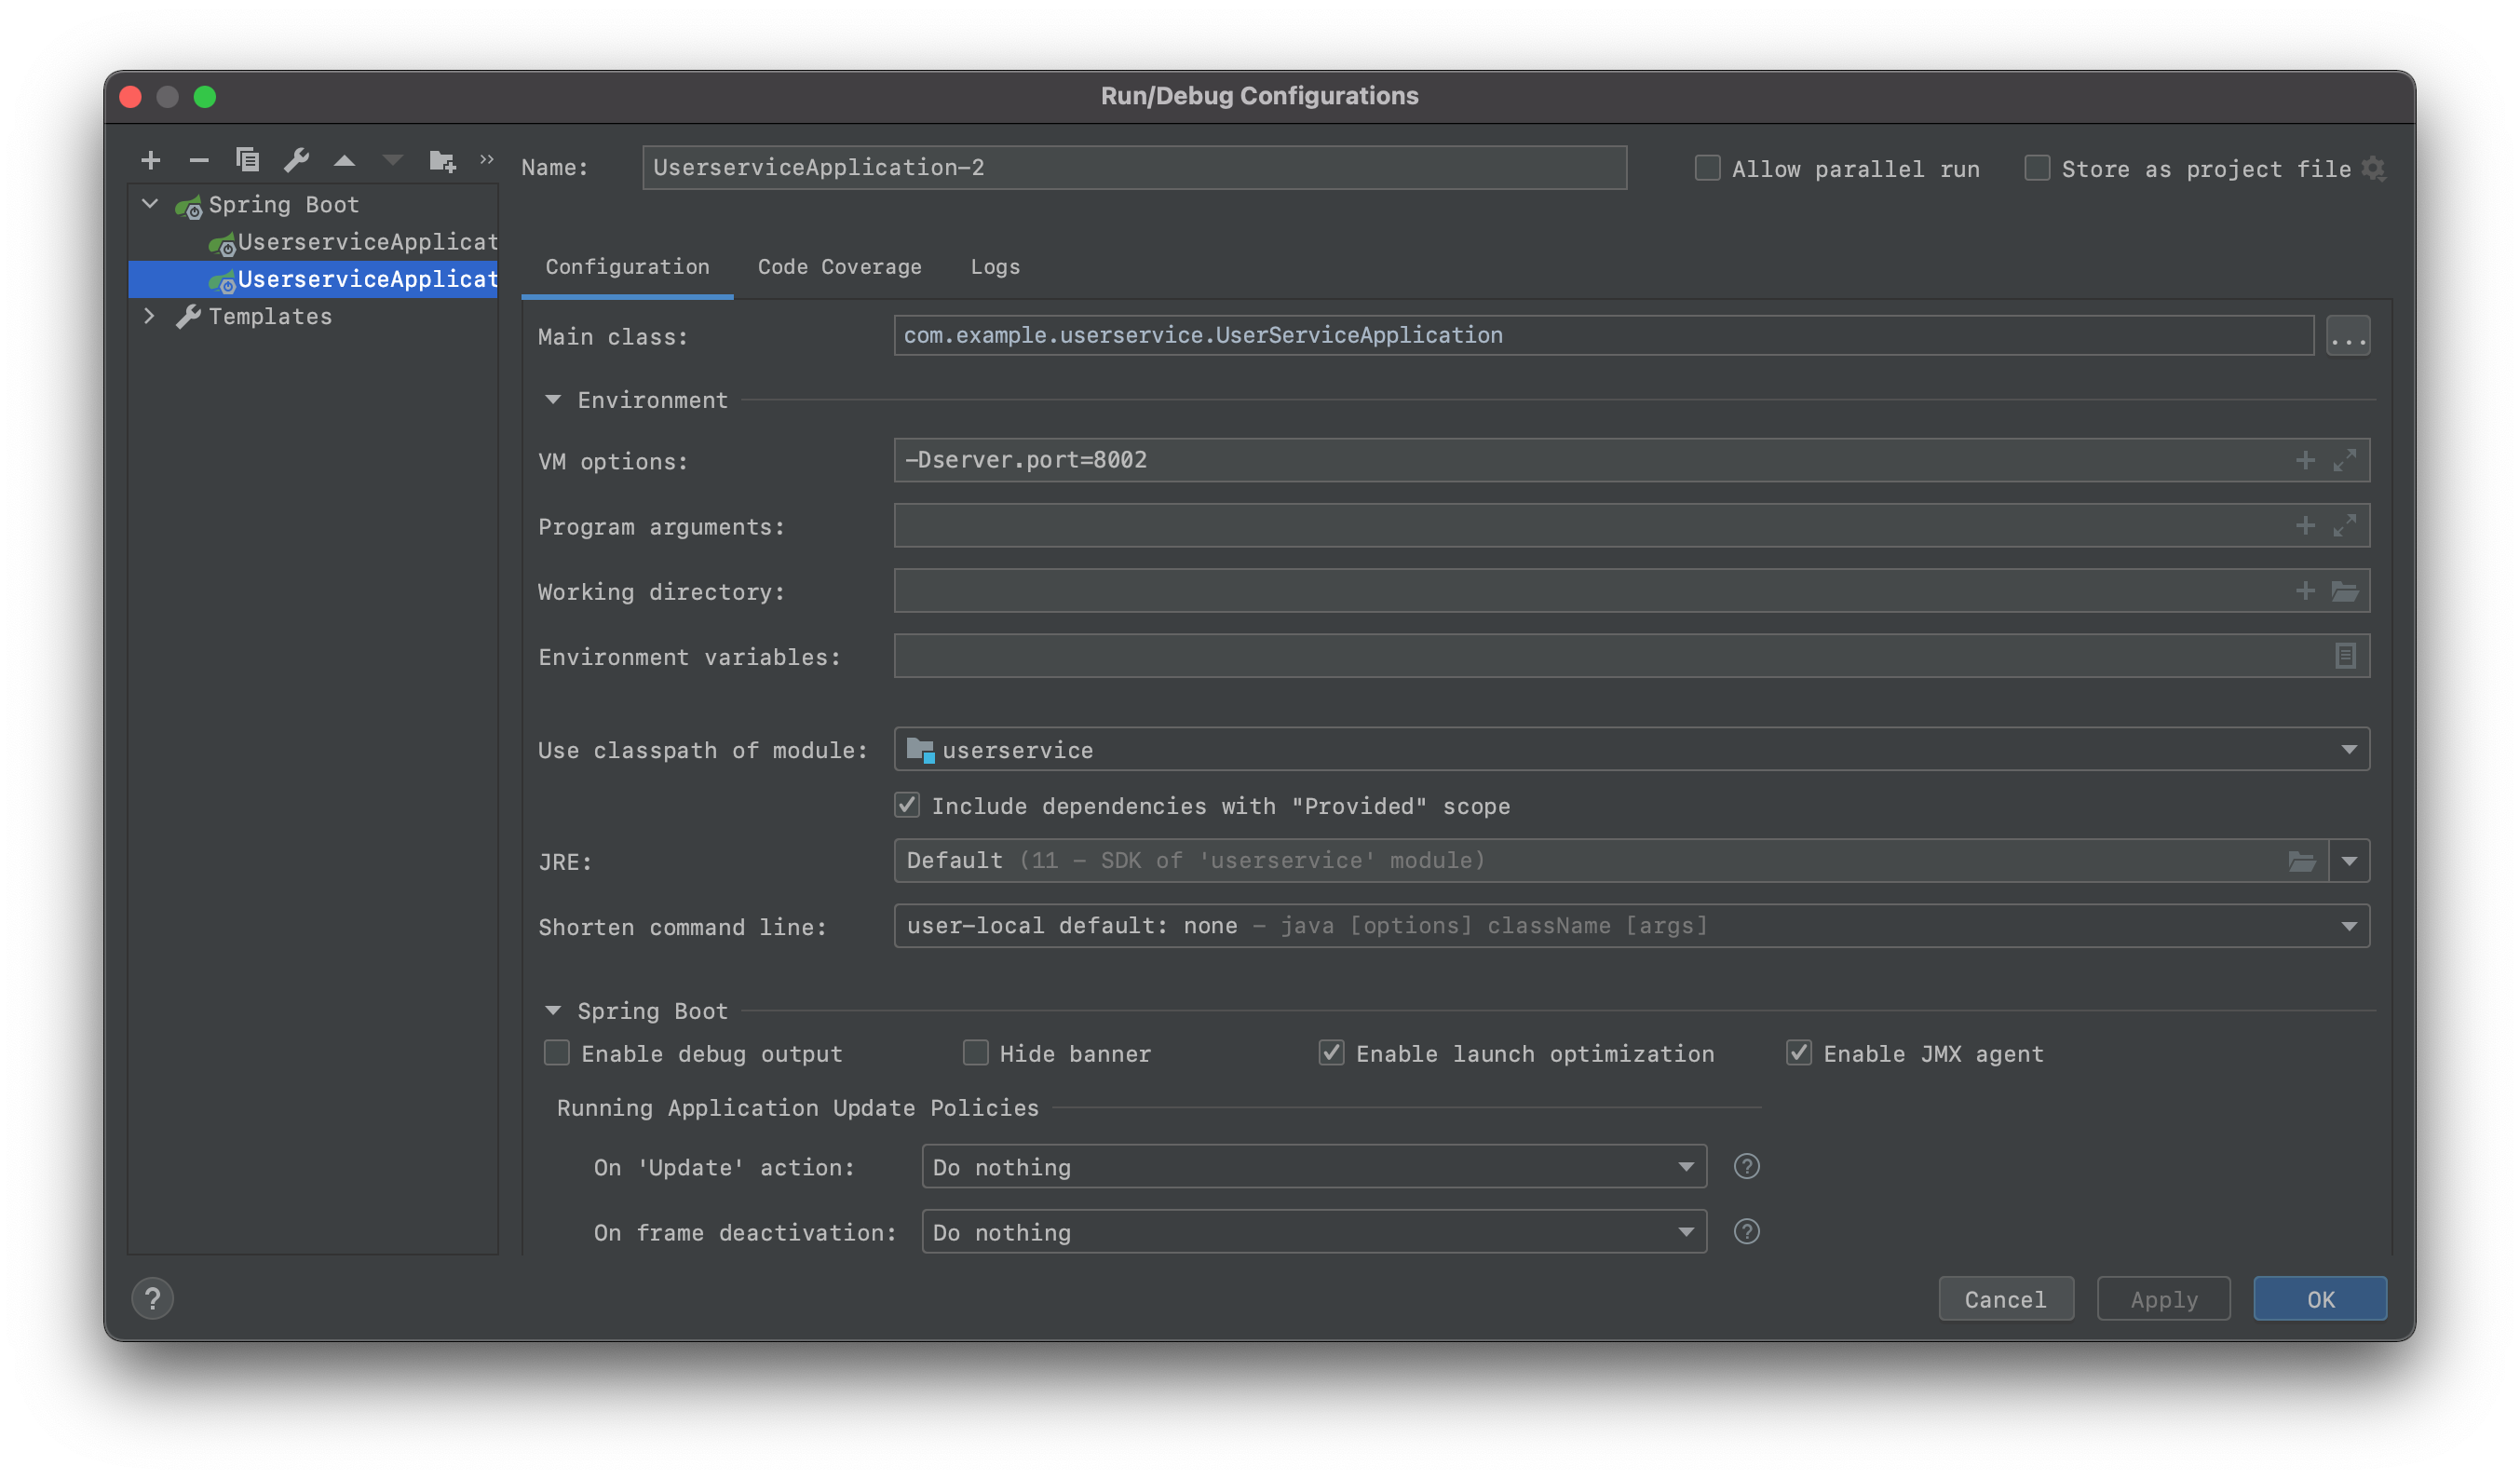 Run/Debug Configurations
Name: UserserviceApplication-2 Allow parallel run Store as project file
Spring Boot
UserserviceApplicat
UserserviceApplicat
Templates
Configuration Code Coverage Logs
Main class: com.example.userservice.UserServiceApplication ...
Environment
VM options: -Dserver.port=8002
Program arguments:
Working directory:
Environment variables:
Use classpath of module: userservice
Include dependencies with "Provided" scope
JRE: Default (11 - SDK of 'userservice' module)
Shorten command line: user-local default: none - java [options] className [args]
Spring Boot
Enable debug output Hide banner Enable launch optimization Enable JMX agent
Running Application Update Policies
On 'Update' action: Do nothing ?
On frame deactivation: Do nothing ?
? Cancel Apply OK